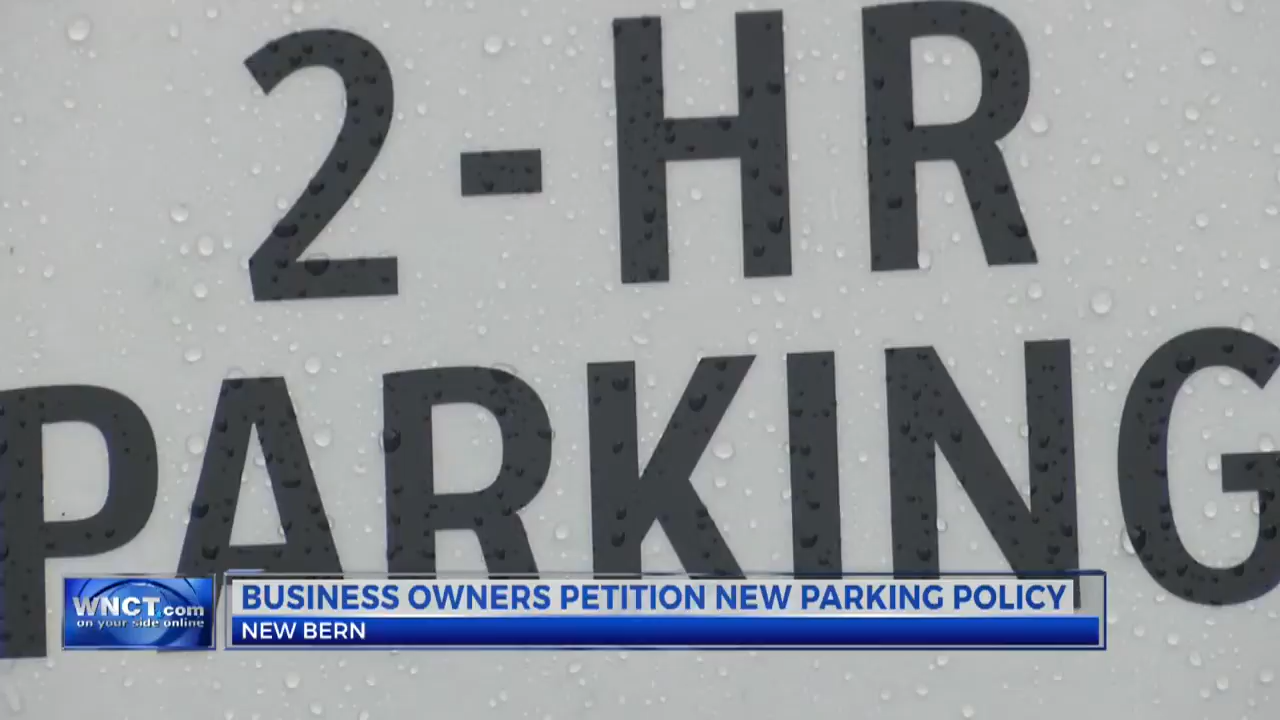 2-HR
PARKING
WNCT.com
on your side online
BUSINESS OWNERS PETITION NEW PARKING POLICY
NEW BERN